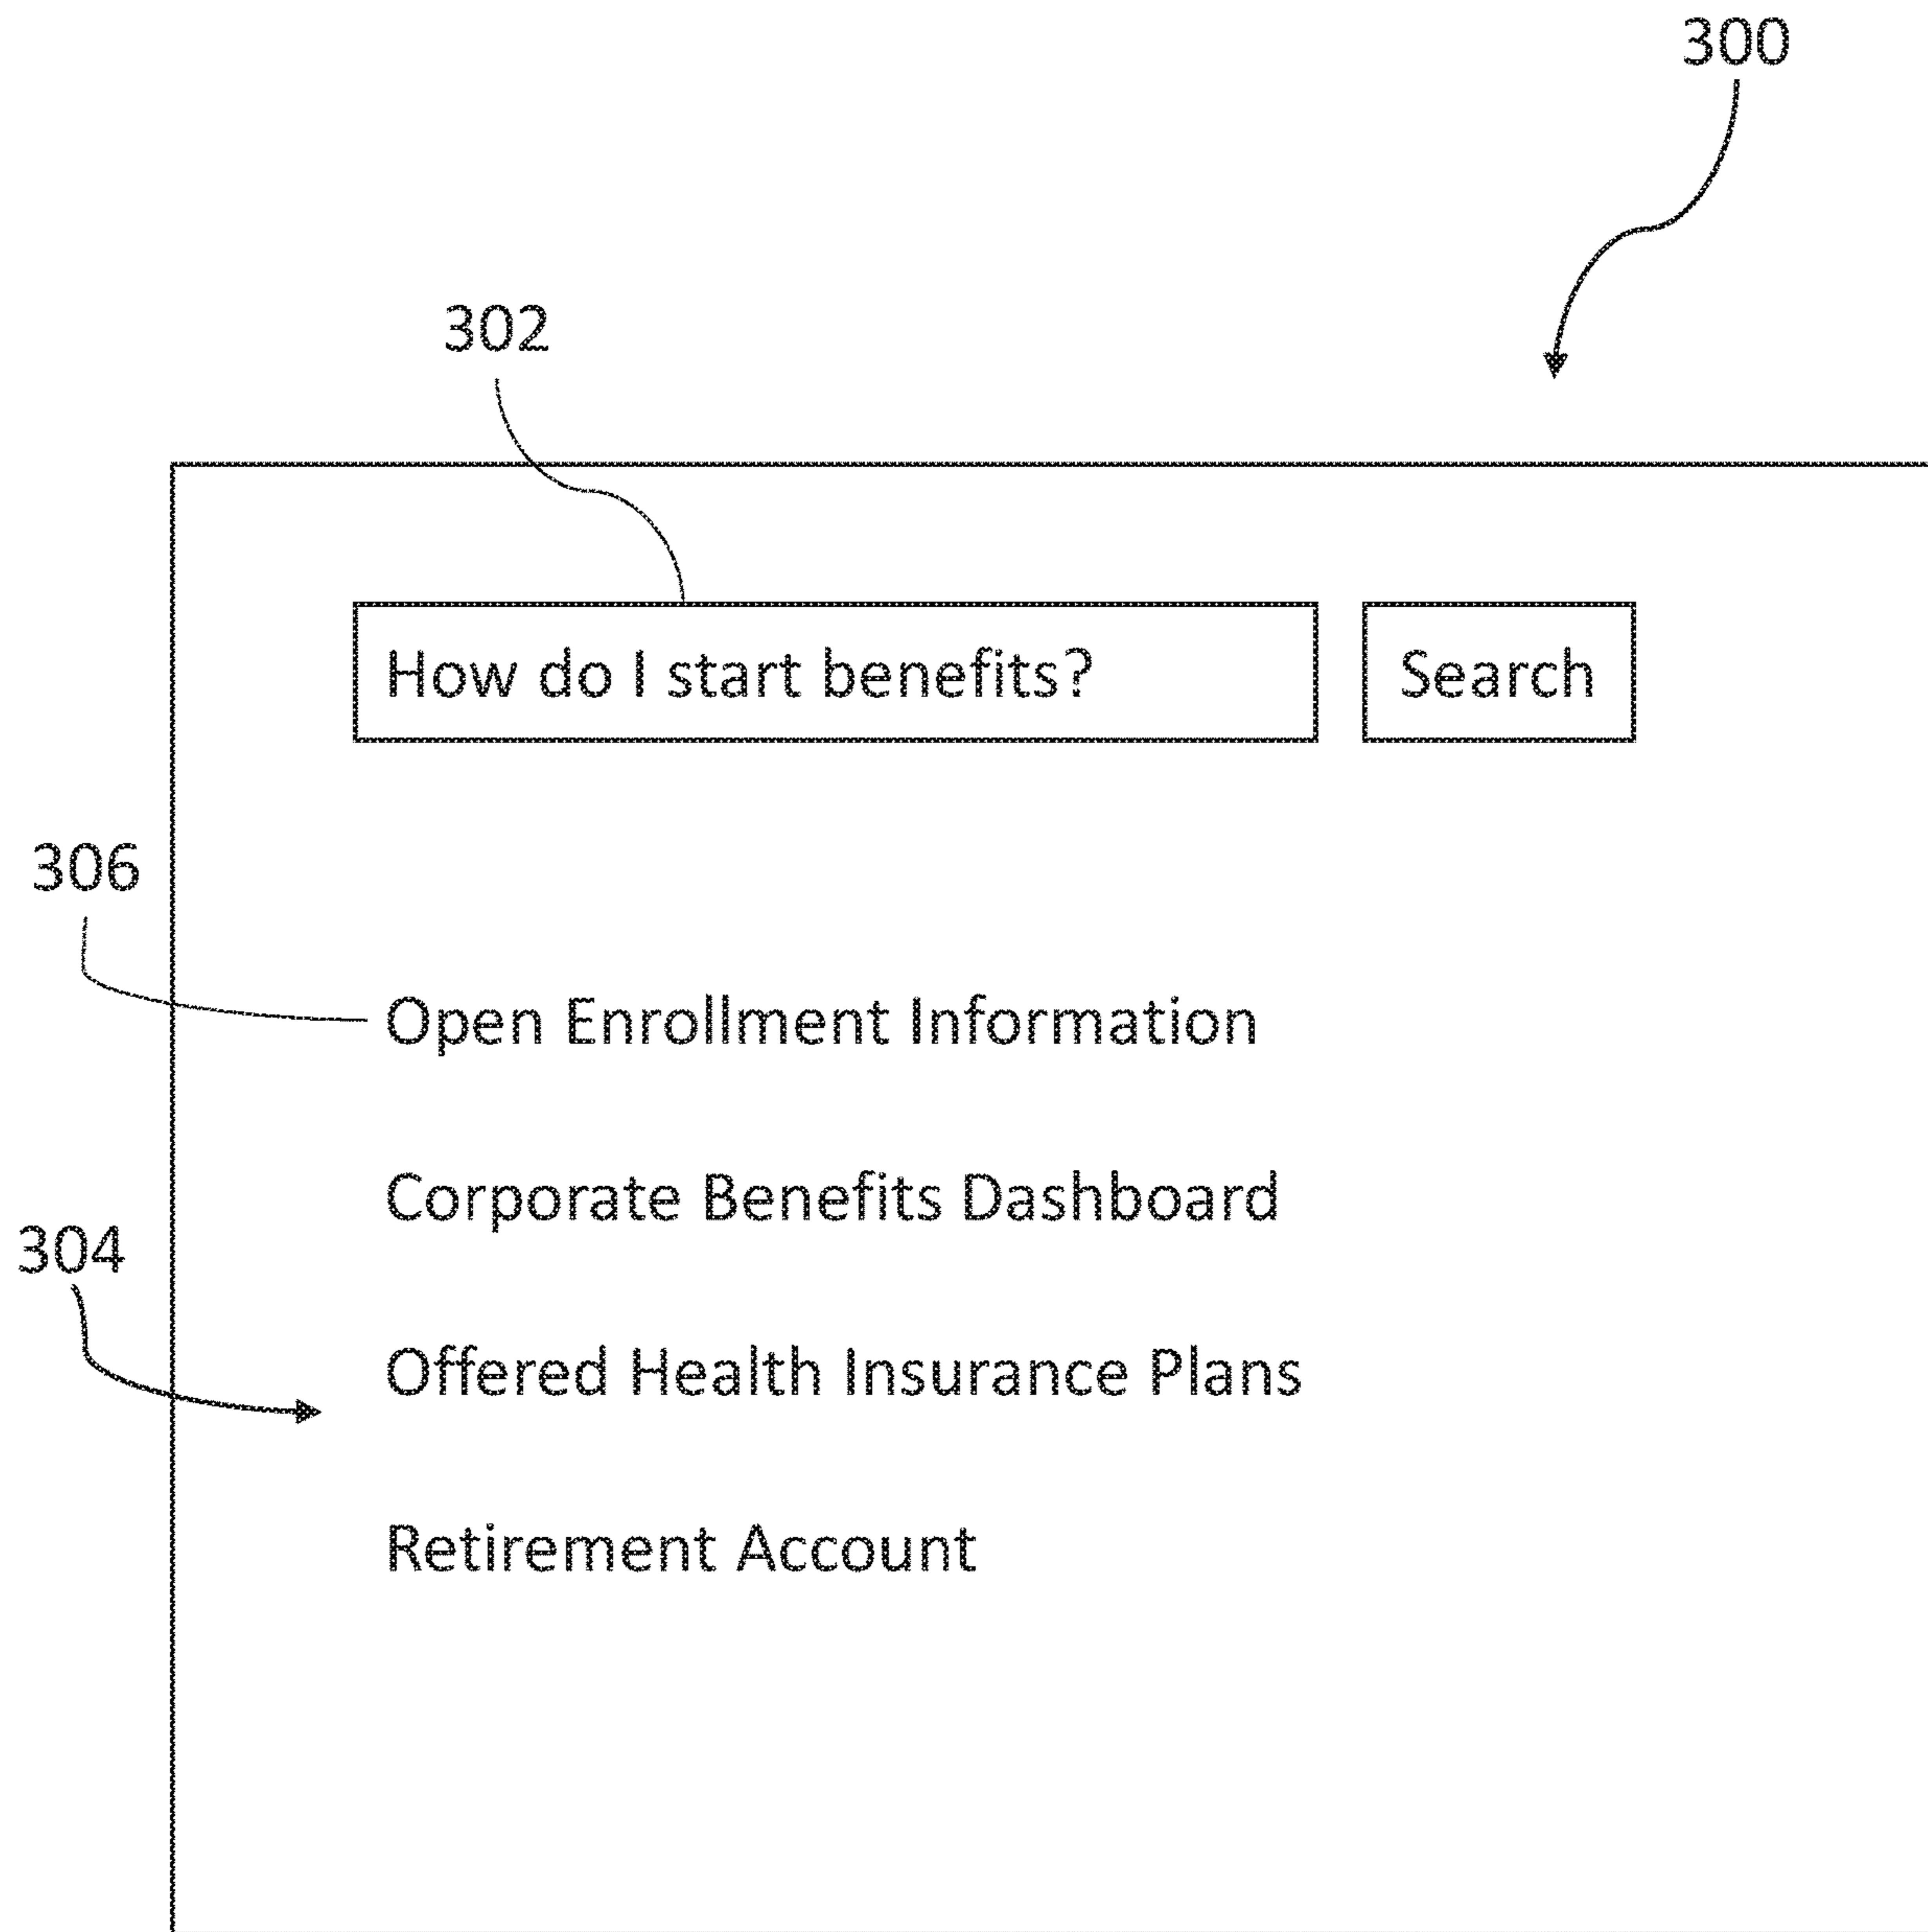 300
302
How do I start benefits? Search
306
Open Enrollment Information
Corporate Benefits Dashboard
304
Offered Health Insurance Plans
Retirement Account